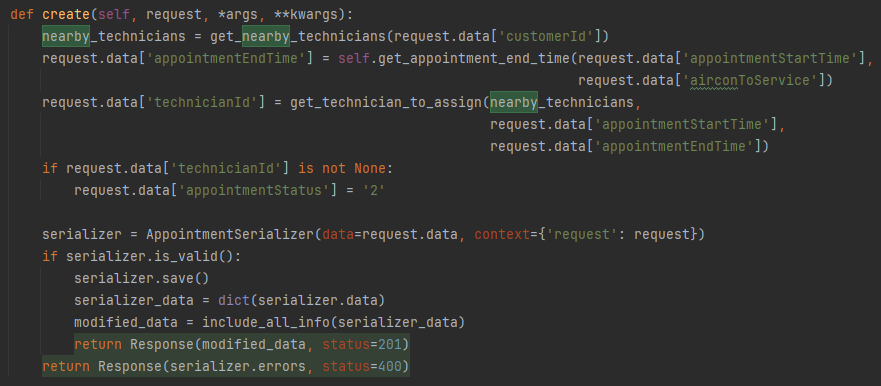 def create(self, request, *args, **kwargs):
    nearby_technicians = get_nearby_technicians(request.data['customerId'])
    request.data['appointmentEndTime'] = self.get_appointment_end_time(request.data['appointmentStartTime'],
                                                                       request.data['airconToService'])
    request.data['technicianId'] = get_technician_to_assign(nearby_technicians,
                                                            request.data['appointmentStartTime'],
                                                            request.data['appointmentEndTime'])
    if request.data['technicianId'] is not None:
        request.data['appointmentStatus'] = '2'

    serializer = AppointmentSerializer(data=request.data, context={'request': request})
    if serializer.is_valid():
        serializer.save()
        serializer_data = dict(serializer.data)
        modified_data = include_all_info(serializer_data)
        return Response(modified_data, status=201)
    return Response(serializer.errors, status=400)